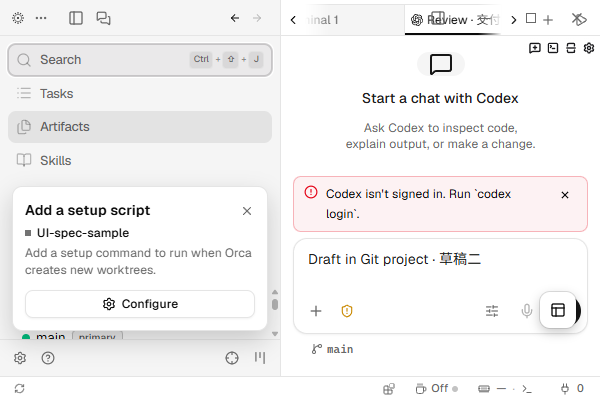 inal 1
Review · 交付
Search
Ctrl + ⇧ + J
Tasks
Artifacts
Skills
Add a setup script
UI-spec-sample
Add a setup command to run when Orca
creates new worktrees.
Configure
main primary
Start a chat with Codex
Ask Codex to inspect code,
explain output, or make a change.
Codex isn't signed in. Run `codex
login`.
Draft in Git project · 草稿二
main
Off
0